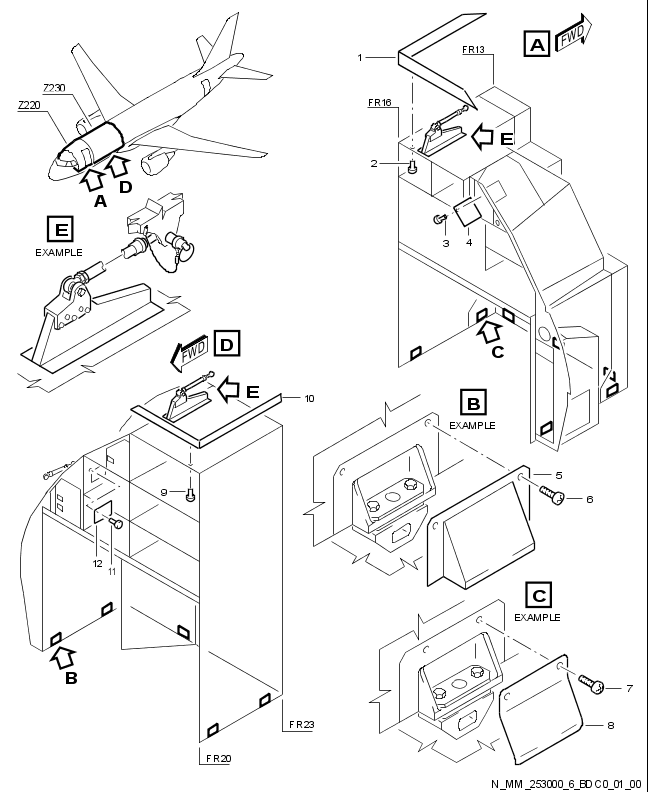 Z230
Z220
A
D
1
FR13
A
FWD
FR16
E
2
3
4
C
E
EXAMPLE
FWD
D
E
10
9
12
11
B
FR20
FR23
B
EXAMPLE
5
6
C
EXAMPLE
7
8
N_MM_253000_6_BDC0_01_00